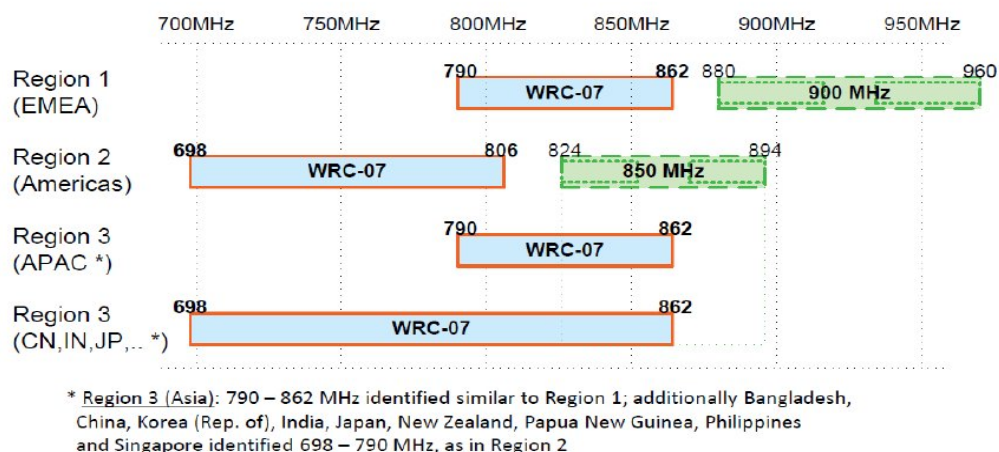 700MHz 750MHz 800MHz 850MHz 900MHz 950MHz
Region 1
(EMEA)
790 862 880 960
WRC-07 900 MHz
Region 2
(Americas)
698 806 824 894
WRC-07 850 MHz
Region 3
(APAC *)
790 862
WRC-07
Region 3
(CN,IN,JP,.. *)
698 862
WRC-07
* Region 3 (Asia): 790 – 862 MHz identified similar to Region 1; additionally Bangladesh,
China, Korea (Rep. of), India, Japan, New Zealand, Papua New Guinea, Philippines
and Singapore identified 698 – 790 MHz, as in Region 2